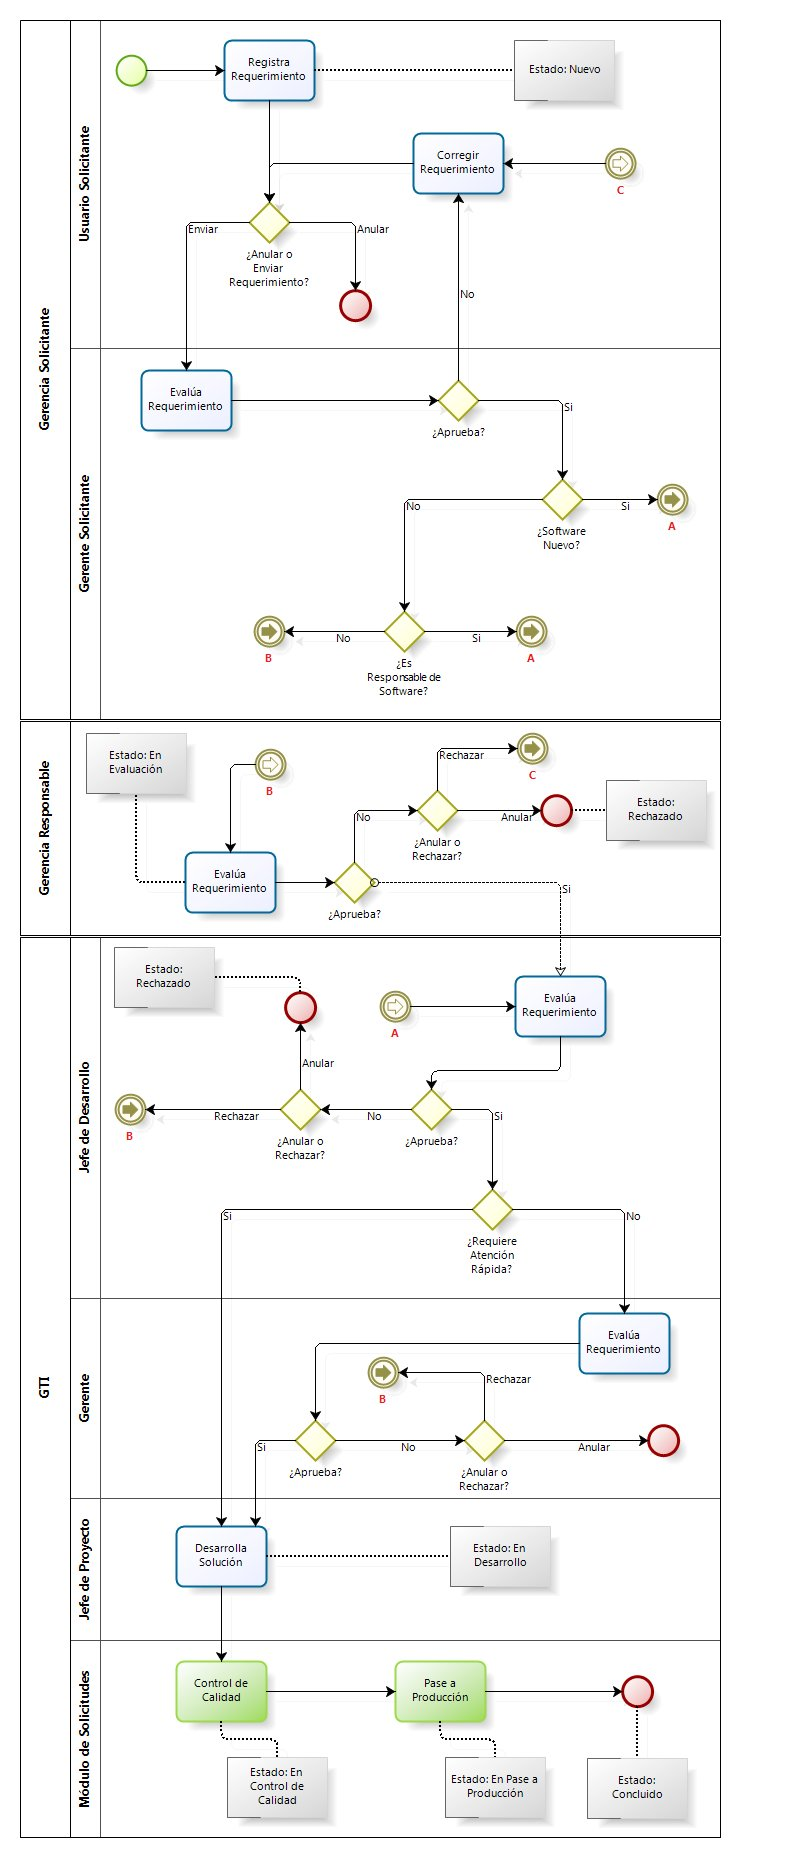 Gerencia Solicitante
Usuario Solicitante
Registra
Requerimiento
Estado: Nuevo
Corregir
Requerimiento
C
Enviar
Anular
¿Anular o
Enviar
Requerimiento?
No
Gerente Solicitante
Evalúa
Requerimiento
¿Aprueba?
Si
No
¿Software
Nuevo?
Si
A
B
No
¿Es
Responsable de
Software?
Si
A
Gerencia Responsable
Estado: En
Evaluación
B
Rechazar
C
No
¿Anular o
Rechazar?
Anular
Estado:
Rechazado
Evalúa
Requerimiento
¿Aprueba?
Si
GTI
Jefe de Desarrollo
Estado:
Rechazado
A
Evalúa
Requerimiento
Anular
B
Rechazar
¿Anular o
Rechazar?
No
¿Aprueba?
Si
Si
¿Requiere
Atención
Rápida?
No
Gerente
Evalúa
Requerimiento
B
Rechazar
Si
¿Aprueba?
No
¿Anular o
Rechazar?
Anular
Jefe de Proyecto
Desarrolla
Solución
Estado: En
Desarrollo
Módulo de Solicitudes
Control de
Calidad
Pase a
Producción
Estado: En
Control de
Calidad
Estado: En Pase a
Producción
Estado:
Concluido